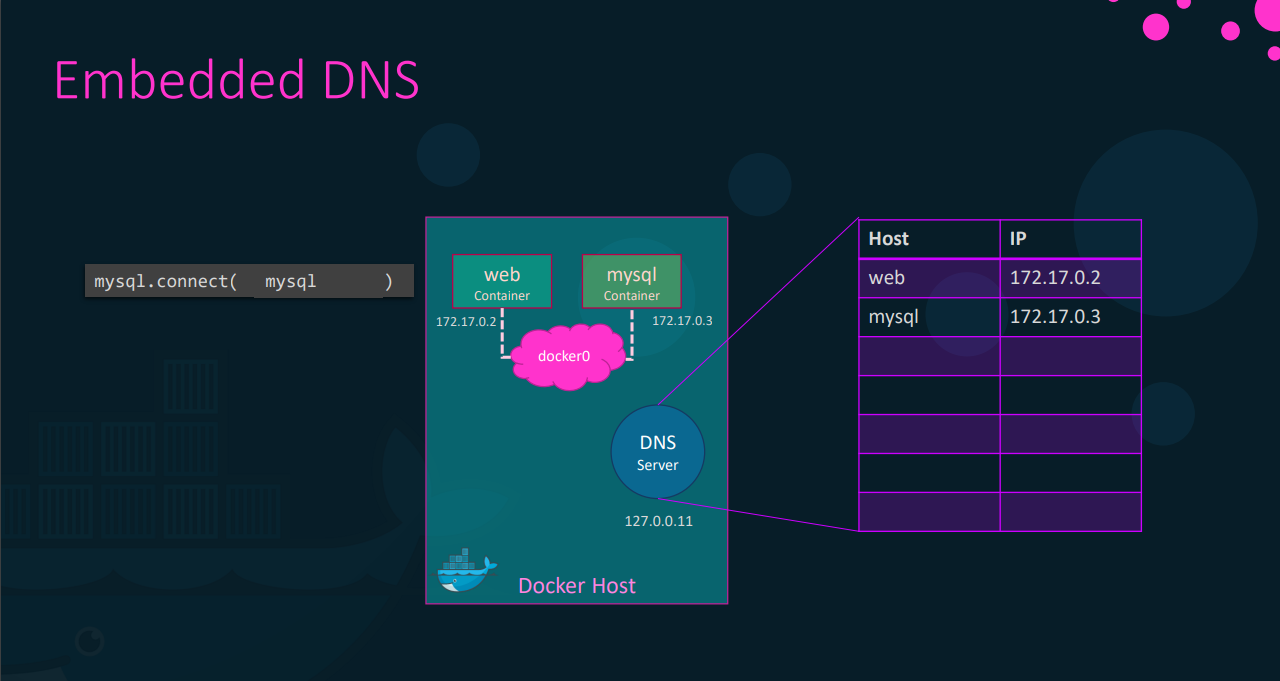 Embedded DNS
mysql.connect( mysql )
web
Container
172.17.0.2
mysql
Container
172.17.0.3
docker0
DNS
Server
127.0.0.11
Docker Host
Host IP
web 172.17.0.2
mysql 172.17.0.3